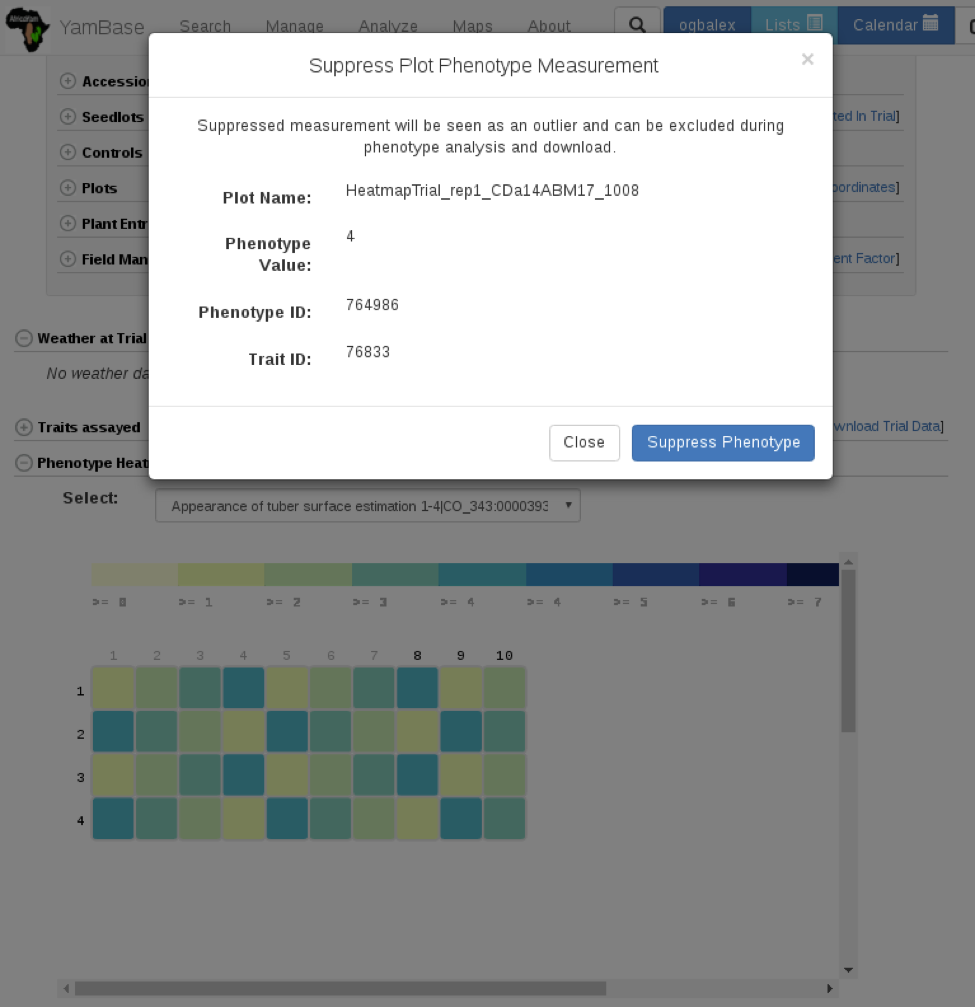 AfricaYam
YamBase Search Manage Analyze Maps About ogbalex Lists Calendar
Suppress Plot Phenotype Measurement ×
Suppressed measurement will be seen as an outlier and can be excluded during
phenotype analysis and download.
Plot Name: HeatmapTrial_rep1_CDa14ABM17_1008
Phenotype Value: 4
Phenotype ID: 764986
Trait ID: 76833
Close Suppress Phenotype
Accessio
Seedlots ted In Trial]
Controls
Plots oordinates]
Plant Entr
Field Man ent Factor]
Weather at Trial
No weather da
Traits assayed wnload Trial Data]
Phenotype Heat
Select: Appearance of tuber surface estimation 1-4|CO_343:0000393
>= 0 >= 1 >= 2 >= 3 >= 4 >= 4 >= 5 >= 6 >= 7
1 2 3 4 5 6 7 8 9 10
1
2
3
4